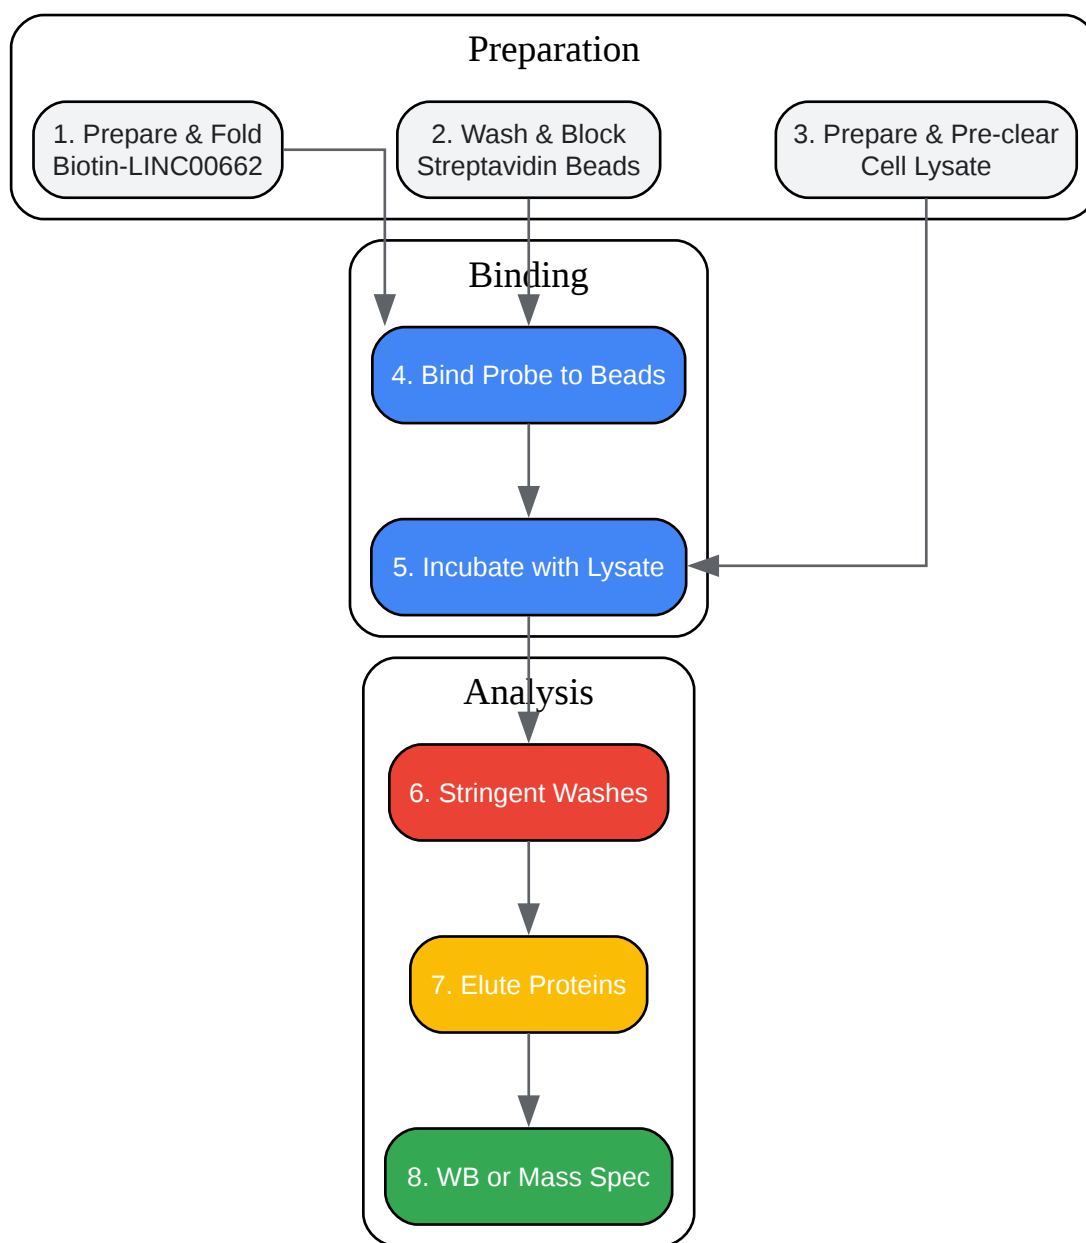 Preparation
1. Prepare & Fold
Biotin-LINC00662
2. Wash & Block
Streptavidin Beads
3. Prepare & Pre-clear
Cell Lysate
Binding
4. Bind Probe to Beads
5. Incubate with Lysate
Analysis
6. Stringent Washes
7. Elute Proteins
8. WB or Mass Spec